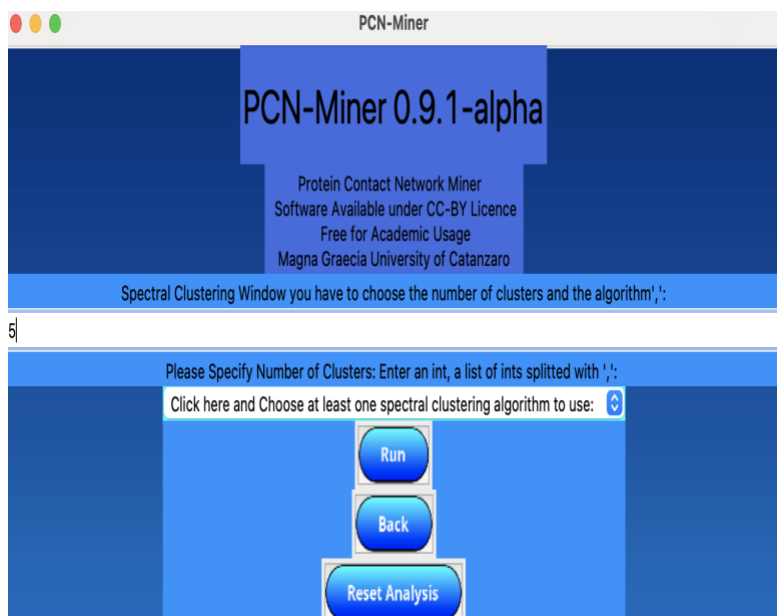 PCN-Miner
PCN-Miner 0.9.1-alpha
Protein Contact Network Miner
Software Available under CC-BY Licence
Free for Academic Usage
Magna Graecia University of Catanzaro
Spectral Clustering Window you have to choose the number of clusters and the algorithm',':
5
Please Specify Number of Clusters: Enter an int, a list of ints splitted with ',':
Click here and Choose at least one spectral clustering algorithm to use:
Run
Back
Reset Analysis